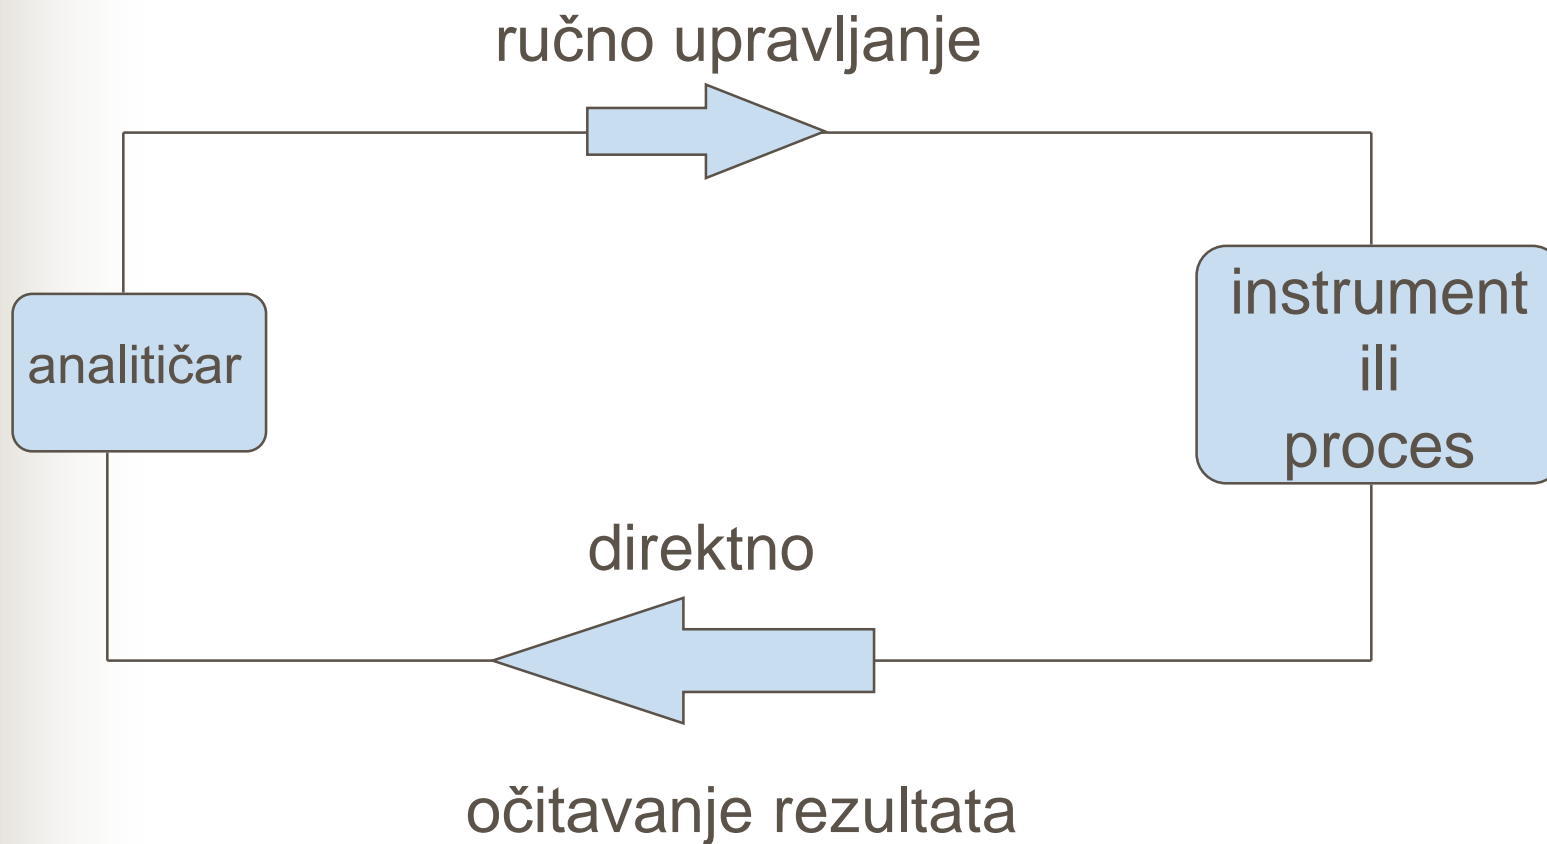 ručno upravljanje
analitičar
instrument
ili
proces
direktno
očitavanje rezultata